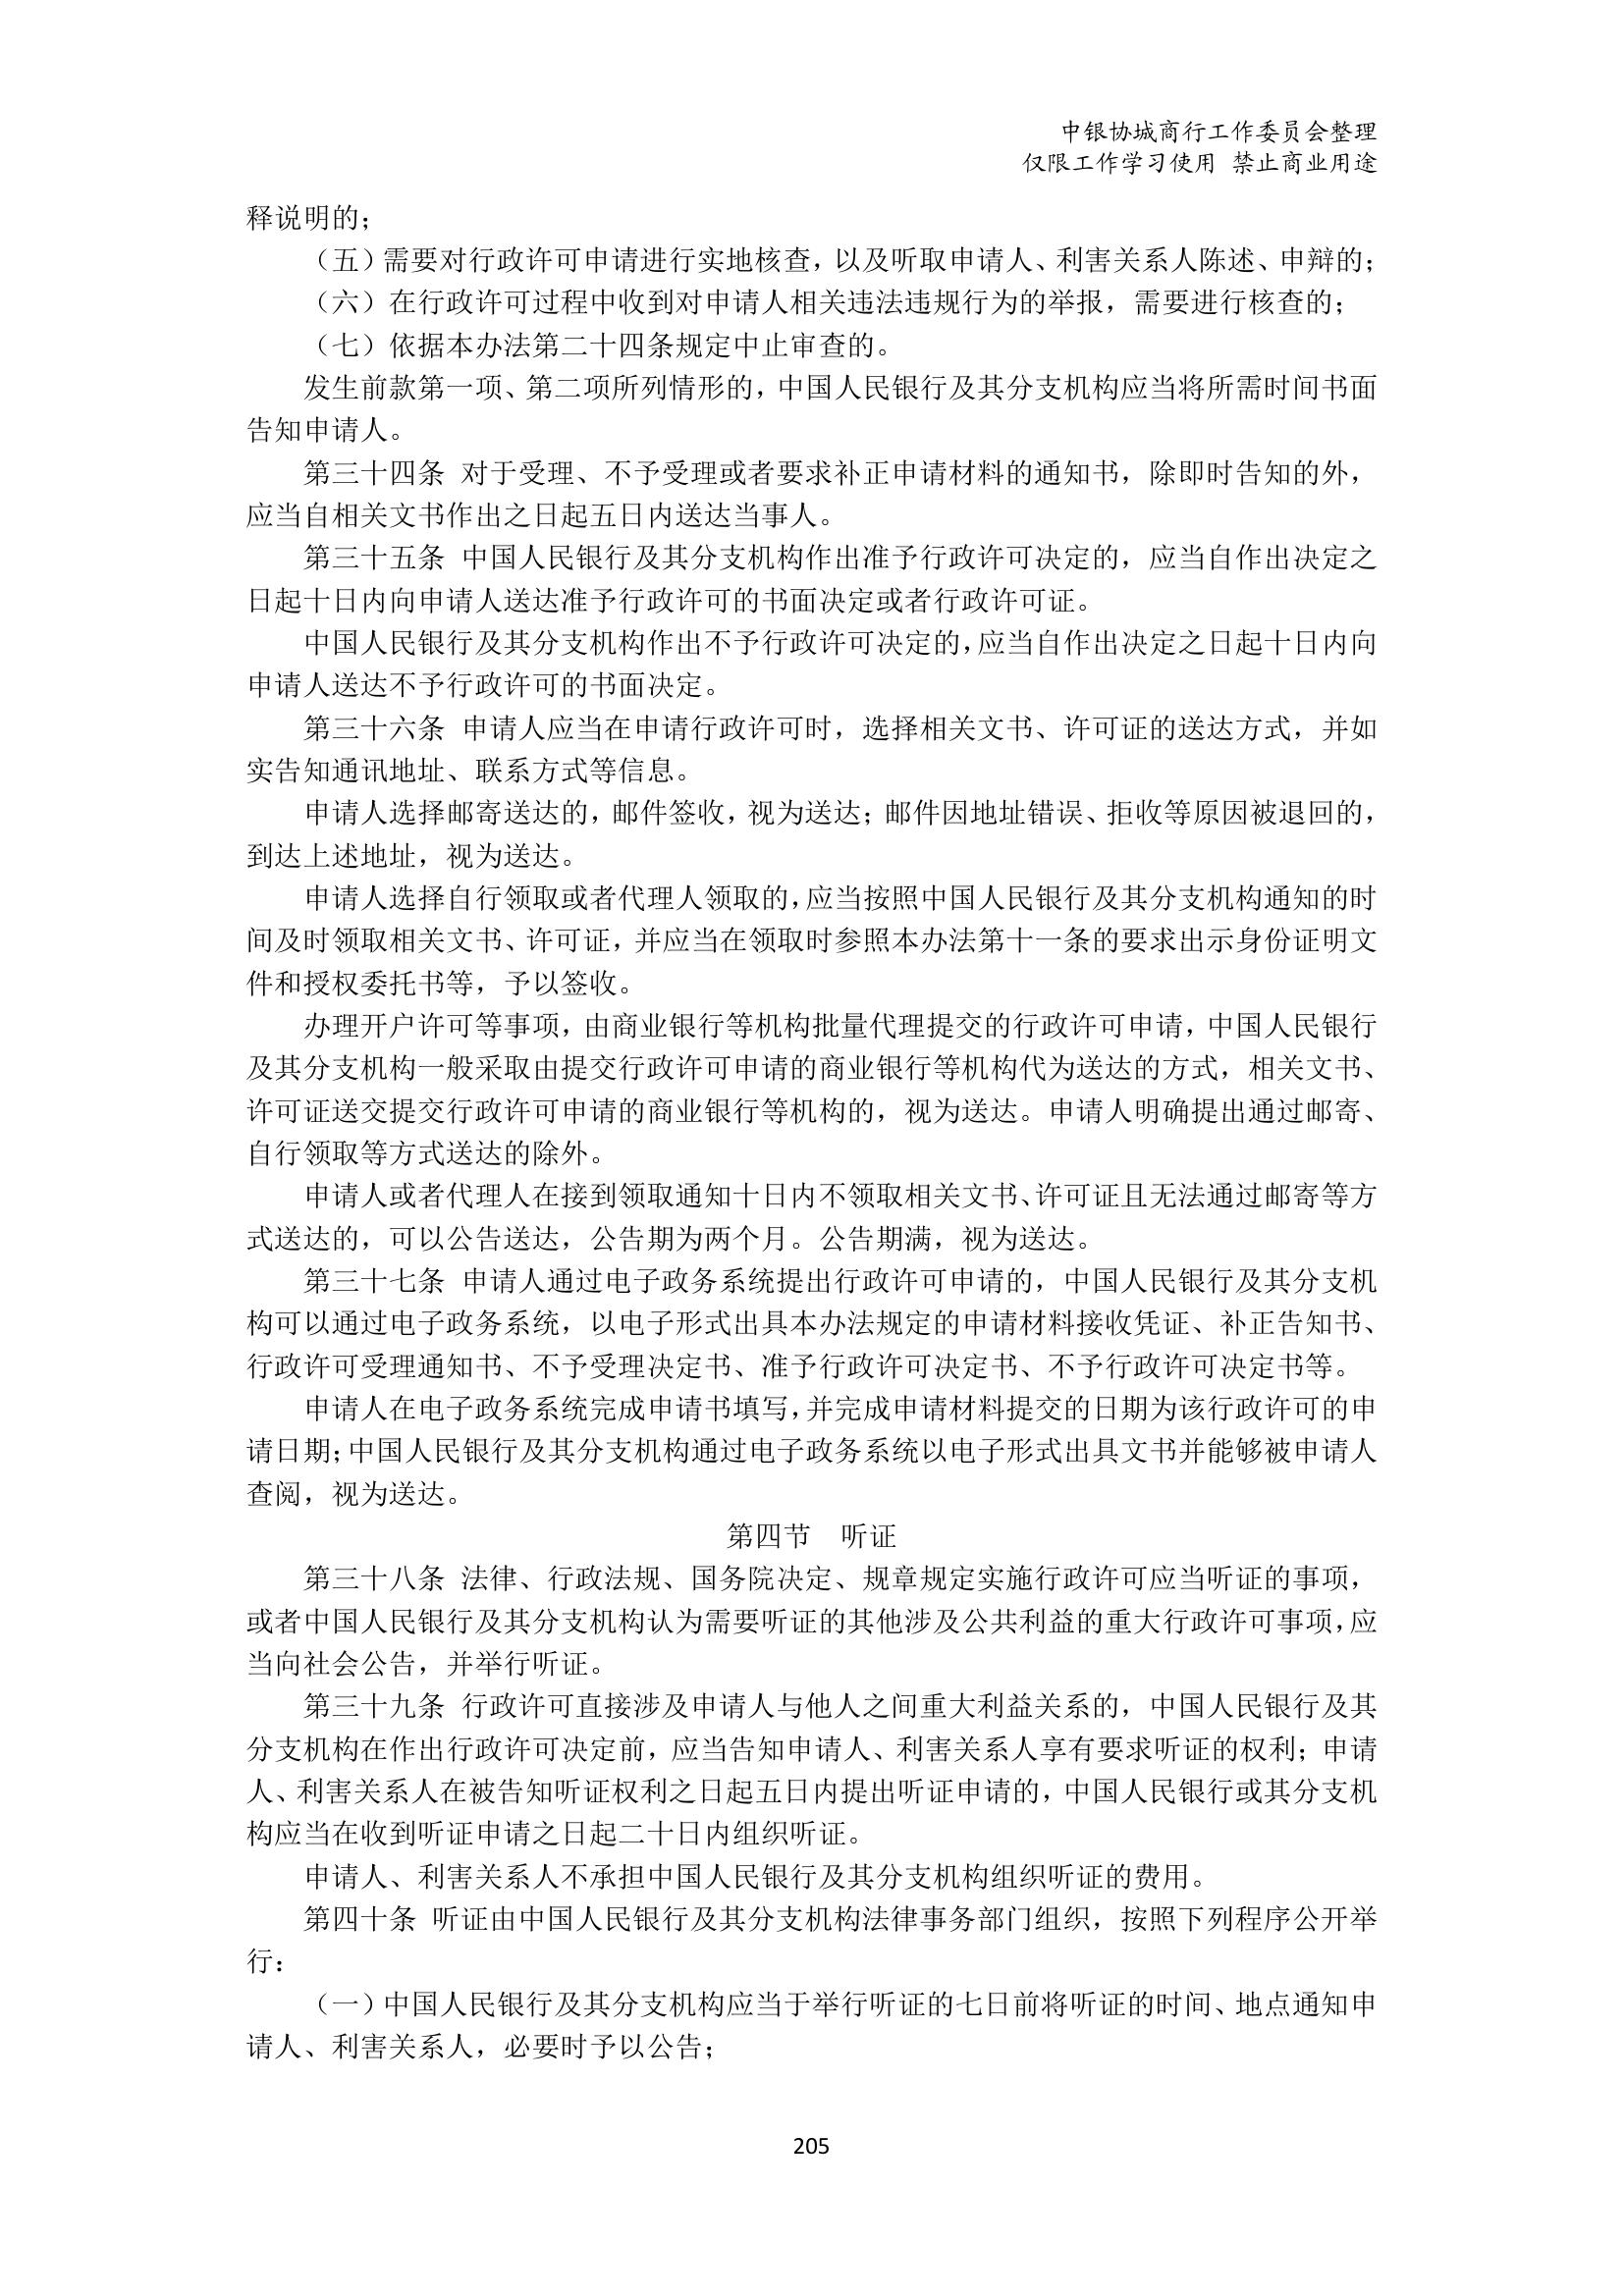 中银协城商行工作委员会整理
仅限工作学习使用 禁止商业用途
释说明的；
（五）需要对行政许可申请进行实地核查，以及听取申请人、利害关系人陈述、申辩的；
（六）在行政许可过程中收到对申请人相关违法违规行为的举报，需要进行核查的；
（七）依据本办法第二十四条规定中止审查的。
发生前款第一项、第二项所列情形的，中国人民银行及其分支机构应当将所需时间书面
告知申请人。
第三十四条 对于受理、不予受理或者要求补正申请材料的通知书，除即时告知的外，
应当自相关文书作出之日起五日内送达当事人。
第三十五条 中国人民银行及其分支机构作出准予行政许可决定的，应当自作出决定之
日起十日内向申请人送达准予行政许可的书面决定或者行政许可证。
中国人民银行及其分支机构作出不予行政许可决定的，应当自作出决定之日起十日内向
申请人送达不予行政许可的书面决定。
第三十六条 申请人应当在申请行政许可时，选择相关文书、许可证的送达方式，并如
实告知通讯地址、联系方式等信息。
申请人选择邮寄送达的，邮件签收，视为送达；邮件因地址错误、拒收等原因被退回的，
到达上述地址，视为送达。
申请人选择自行领取或者代理人领取的，应当按照中国人民银行及其分支机构通知的时
间及时领取相关文书、许可证，并应当在领取时参照本办法第十一条的要求出示身份证明文
件和授权委托书等，予以签收。
办理开户许可等事项，由商业银行等机构批量代理提交的行政许可申请，中国人民银行
及其分支机构一般采取由提交行政许可申请的商业银行等机构代为送达的方式，相关文书、
许可证送交提交行政许可申请的商业银行等机构的，视为送达。申请人明确提出通过邮寄、
自行领取等方式送达的除外。
申请人或者代理人在接到领取通知十日内不领取相关文书、许可证且无法通过邮寄等方
式送达的，可以公告送达，公告期为两个月。公告期满，视为送达。
第三十七条 申请人通过电子政务系统提出行政许可申请的，中国人民银行及其分支机
构可以通过电子政务系统，以电子形式出具本办法规定的申请材料接收凭证、补正告知书、
行政许可受理通知书、不予受理决定书、准予行政许可决定书、不予行政许可决定书等。
申请人在电子政务系统完成申请书填写，并完成申请材料提交的日期为该行政许可的申
请日期；中国人民银行及其分支机构通过电子政务系统以电子形式出具文书并能够被申请人
查阅，视为送达。
第四节 听证
第三十八条 法律、行政法规、国务院决定、规章规定实施行政许可应当听证的事项，
或者中国人民银行及其分支机构认为需要听证的其他涉及公共利益的重大行政许可事项，应
当向社会公告，并举行听证。
第三十九条 行政许可直接涉及申请人与他人之间重大利益关系的，中国人民银行及其
分支机构在作出行政许可决定前，应当告知申请人、利害关系人享有要求听证的权利；申请
人、利害关系人在被告知听证权利之日起五日内提出听证申请的，中国人民银行或其分支机
构应当在收到听证申请之日起二十日内组织听证。
申请人、利害关系人不承担中国人民银行及其分支机构组织听证的费用。
第四十条 听证由中国人民银行及其分支机构法律事务部门组织，按照下列程序公开举
行：
（一）中国人民银行及其分支机构应当于举行听证的七日前将听证的时间、地点通知申
请人、利害关系人，必要时予以公告；
205